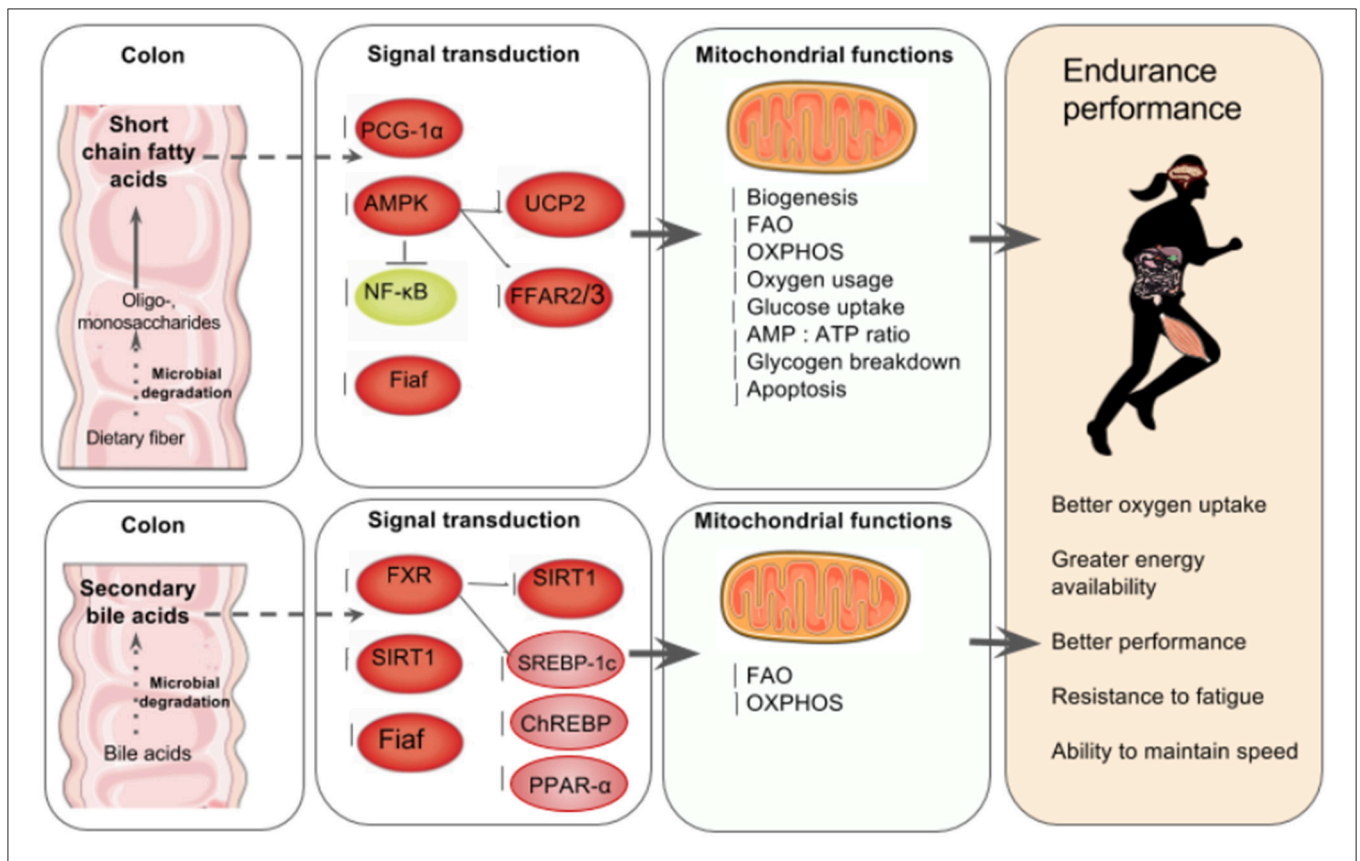 Colon
Short
chain fatty
acids
Oligo-,
monosaccharides
Microbial
degradation
Dietary fiber
Signal transduction
PCG-1α
AMPK
UCP2
NF-κB
FFAR2/3
Fiaf
Mitochondrial functions
Biogenesis
FAO
OXPHOS
Oxygen usage
Glucose uptake
AMP : ATP ratio
Glycogen breakdown
Apoptosis
Colon
Secondary
bile acids
Microbial
degradation
Bile acids
Signal transduction
FXR
SIRT1
SIRT1
SREBP-1c
Fiaf
ChREBP
PPAR-α
Mitochondrial functions
FAO
OXPHOS
Endurance
performance
Better oxygen uptake
Greater energy
availability
Better performance
Resistance to fatigue
Ability to maintain speed